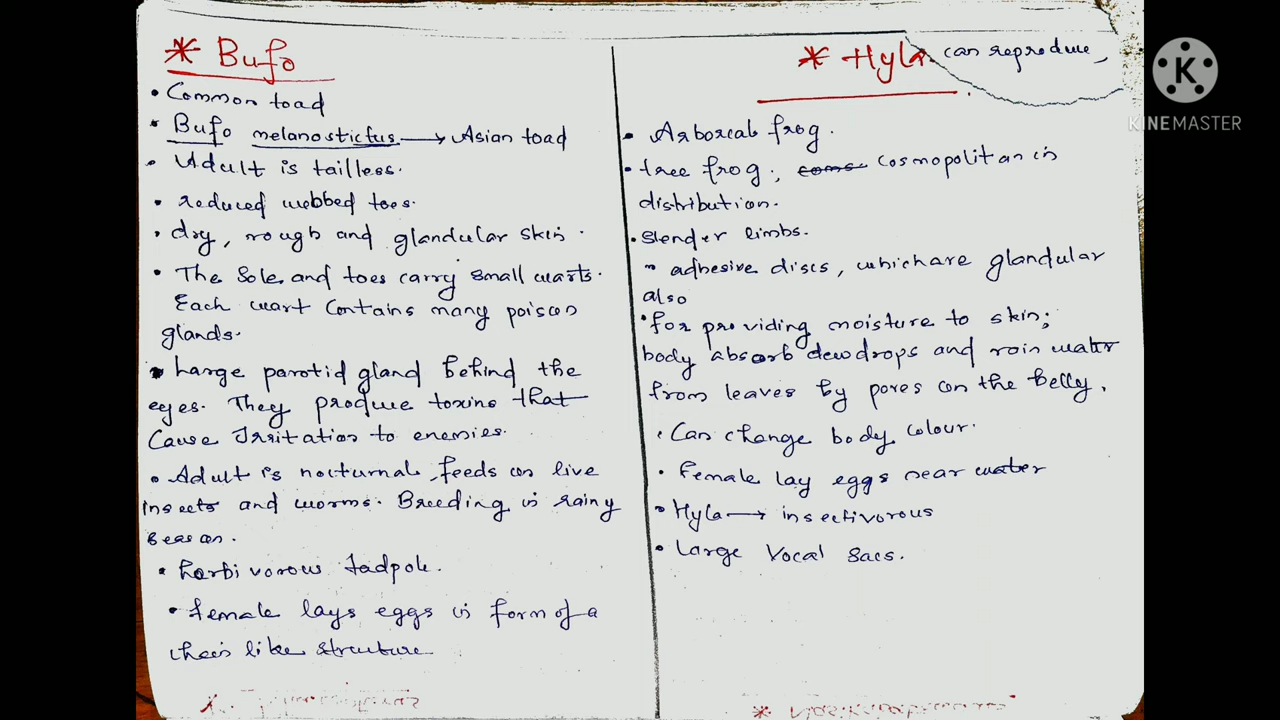 * Bufo
• Common toad
• Bufo melanostictus → Asian toad
• Adult is tailless.
• reduced webbed toes.
• dry, rough and glandular skin.
• The Sole and toes carry small warts.
Each wart contains many poison
glands.
• Large parotid gland behind the
eyes. They produce toxins that
Cause Irritation to enemies.
• Adult is nocturnal, feeds on live
insects and worms. Breeding in rainy
season.
• herbivorous tadpole.
• female lays eggs in form of a
like structure
* Hyla
can reproduce,
• Arboreal frog.
• tree frog; Cosmopolitan in
distribution.
• Slender limbs.
• adhesive discs, which are glandular
also
• for providing moisture to skin;
body absorb dewdrops and rain water
from leaves by pores on the belly.
• Can change body colour.
• female lay eggs near water
• Hyla → insectivorous
• Large Vocal sacs.
K
KINEMASTER